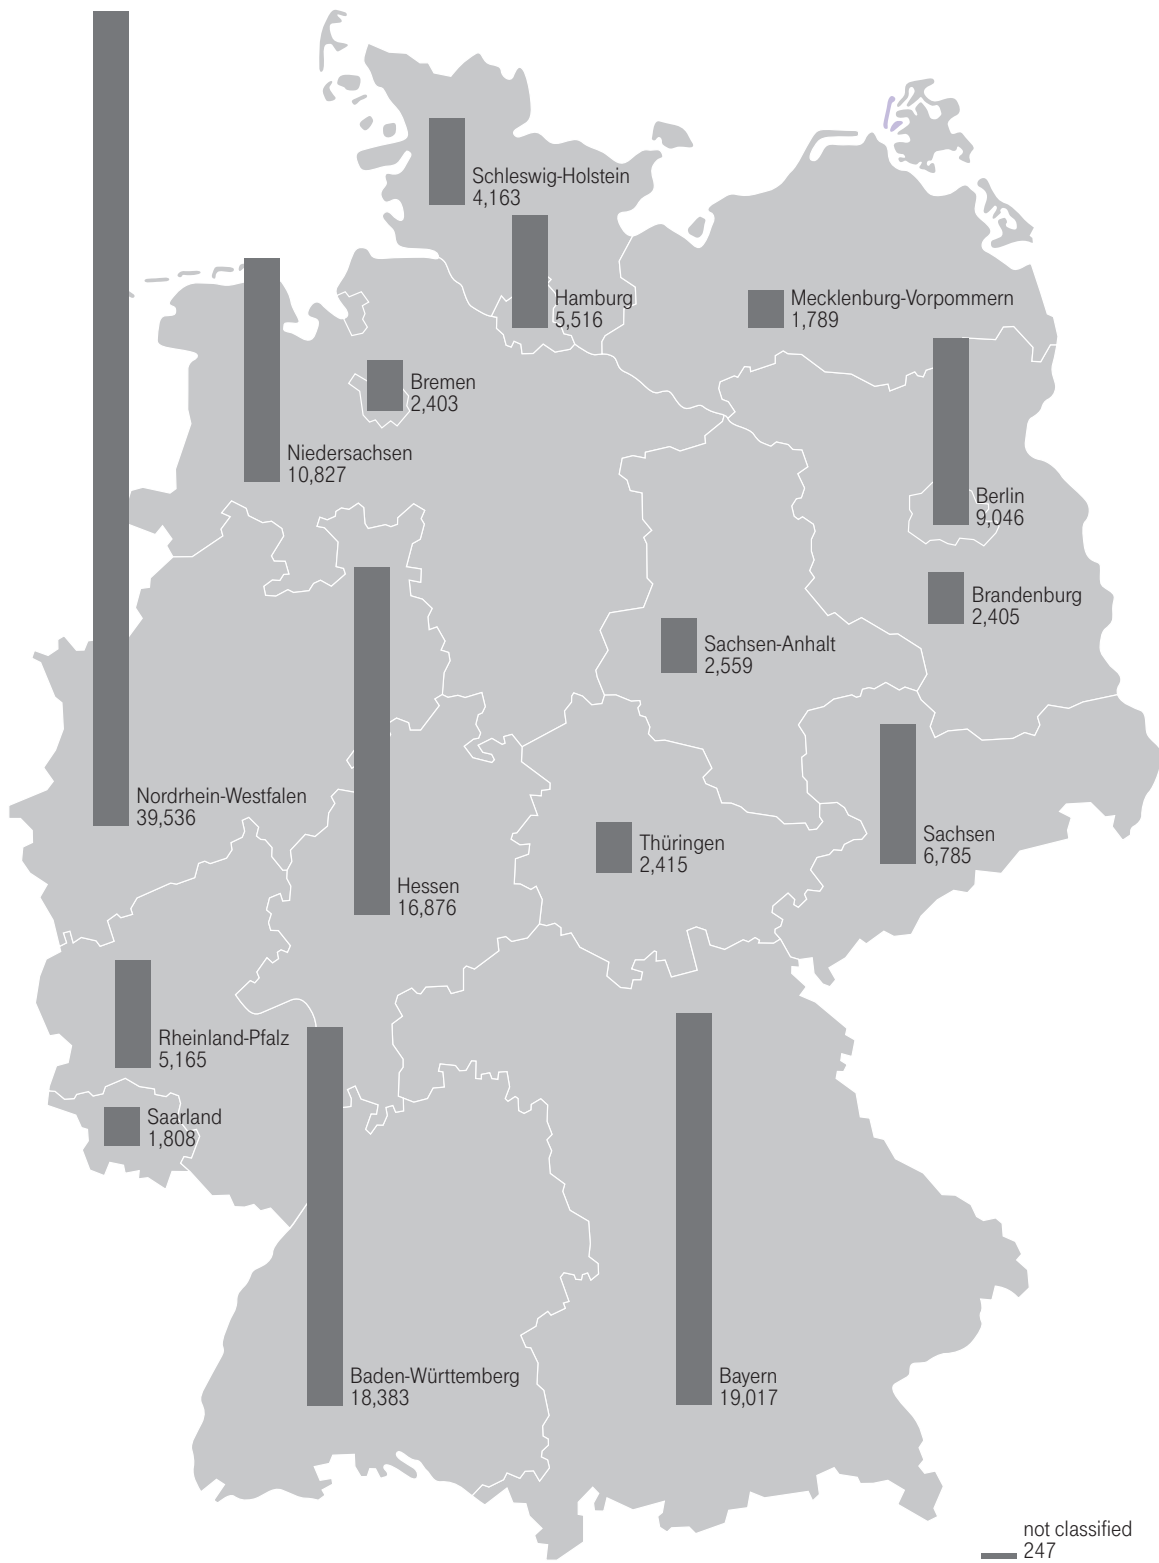 Schleswig-Holstein
4,163
Hamburg
5,516
Mecklenburg-Vorpommern
1,789
Bremen
2,403
Niedersachsen
10,827
Berlin
9,046
Brandenburg
2,405
Sachsen-Anhalt
2,559
Nordrhein-Westfalen
39,536
Sachsen
6,785
Thüringen
2,415
Hessen
16,876
Rheinland-Pfalz
5,165
Saarland
1,808
Baden-Württemberg
18,383
Bayern
19,017
not classified
247